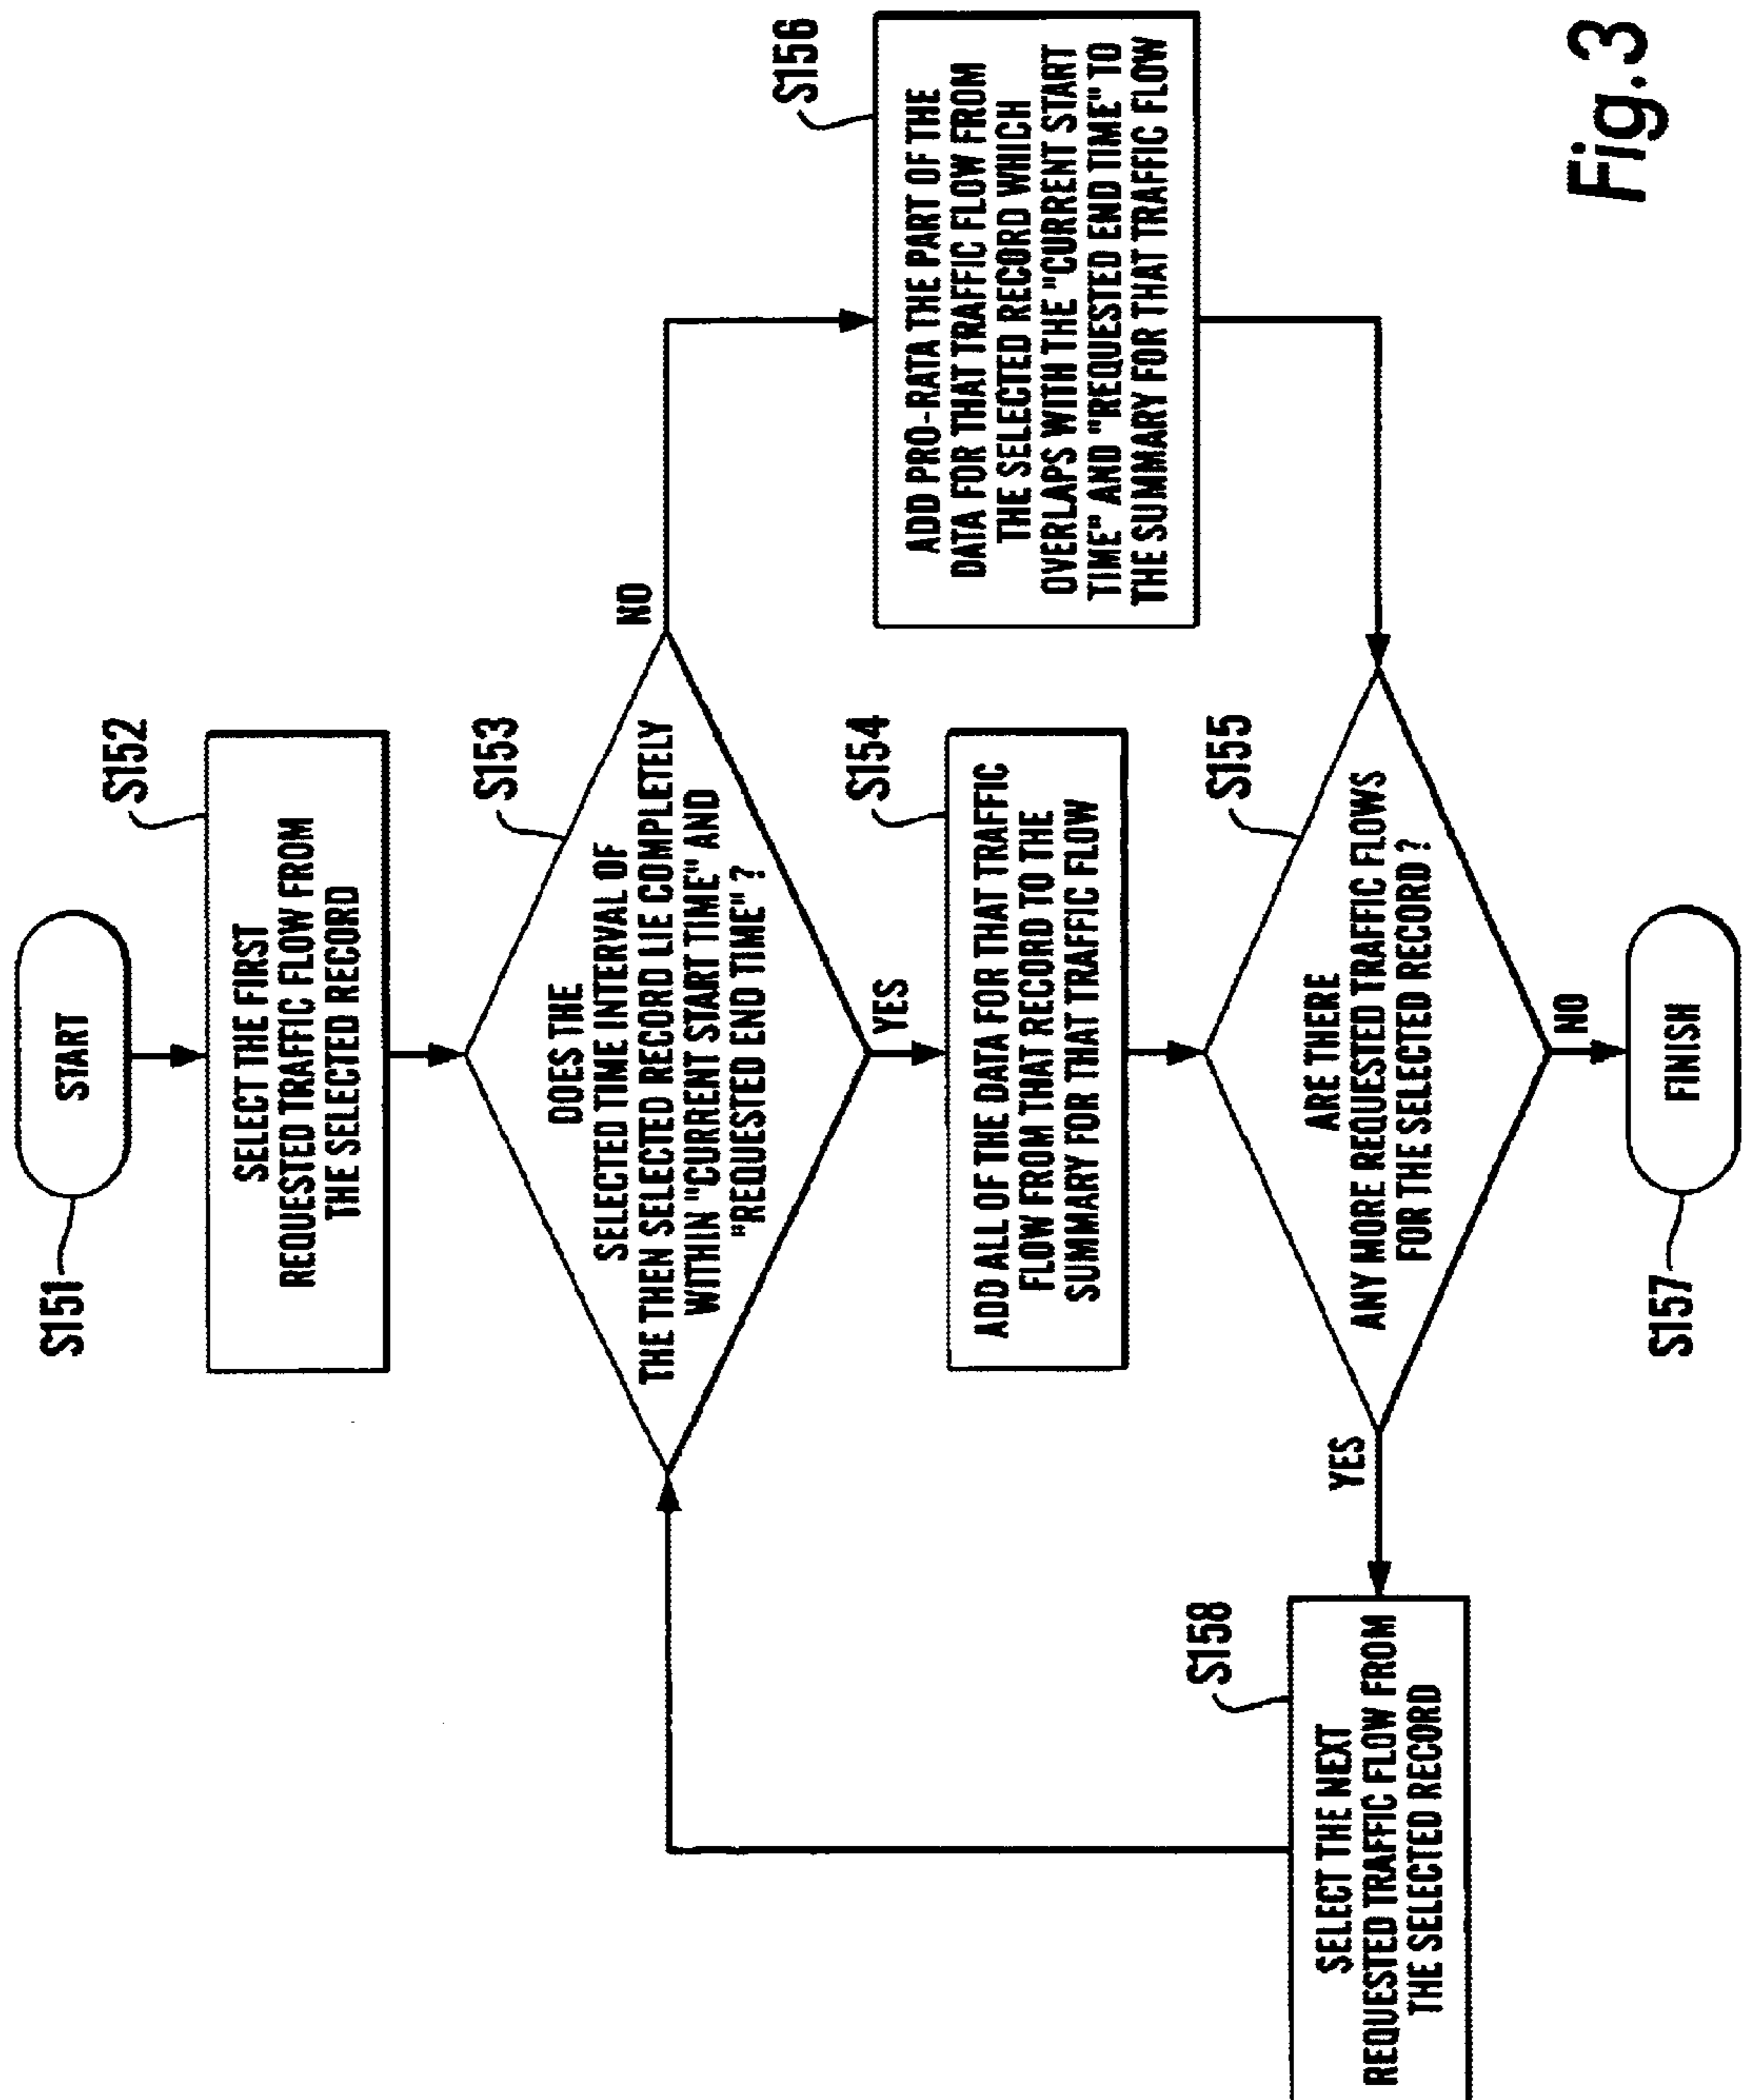 S151
START
S152
SELECT THE FIRST
REQUESTED TRAFFIC FLOW FROM
THE SELECTED RECORD
S153
DOES THE
SELECTED TIME INTERVAL OF
THE THEN SELECTED RECORD LIE COMPLETELY
WITHIN "CURRENT START TIME" AND
"REQUESTED END TIME"?
NO
YES
S156
ADD PRO-RATA THE PART OF THE
DATA FOR THAT TRAFFIC FLOW FROM
THE SELECTED RECORD WHICH
OVERLAPS WITH THE "CURRENT START
TIME" AND "REQUESTED END TIME" TO
THE SUMMARY FOR THAT TRAFFIC FLOW
S154
ADD ALL OF THE DATA FOR THAT TRAFFIC
FLOW FROM THAT RECORD TO THE
SUMMARY FOR THAT TRAFFIC FLOW
S155
ARE THERE
ANY MORE REQUESTED TRAFFIC FLOWS
FOR THE SELECTED RECORD?
YES
NO
S158
SELECT THE NEXT
REQUESTED TRAFFIC FLOW FROM
THE SELECTED RECORD
S157
FINISH
Fig.3